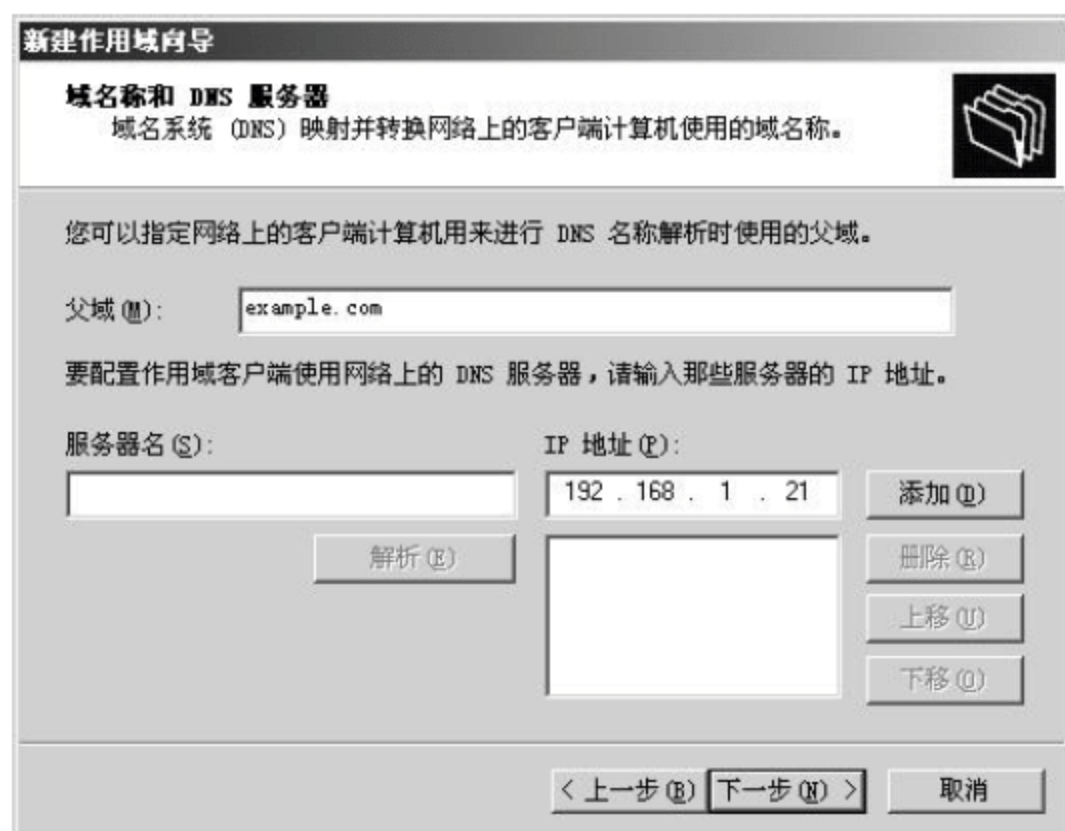 新建作用域向导
域名称和 DNS 服务器
域名系统 (DNS) 映射并转换网络上的客户端计算机使用的域名称。
您可以指定网络上的客户端计算机用来进行 DNS 名称解析时使用的父域。
父域(M): example.com
要配置作用域客户端使用网络上的 DNS 服务器，请输入那些服务器的 IP 地址。
服务器名(S): IP 地址(P):
192 . 168 . 1 . 21 添加(D)
解析(E) 删除(R)
上移(U)
下移(O)
< 上一步(B) 下一步(N) > 取消